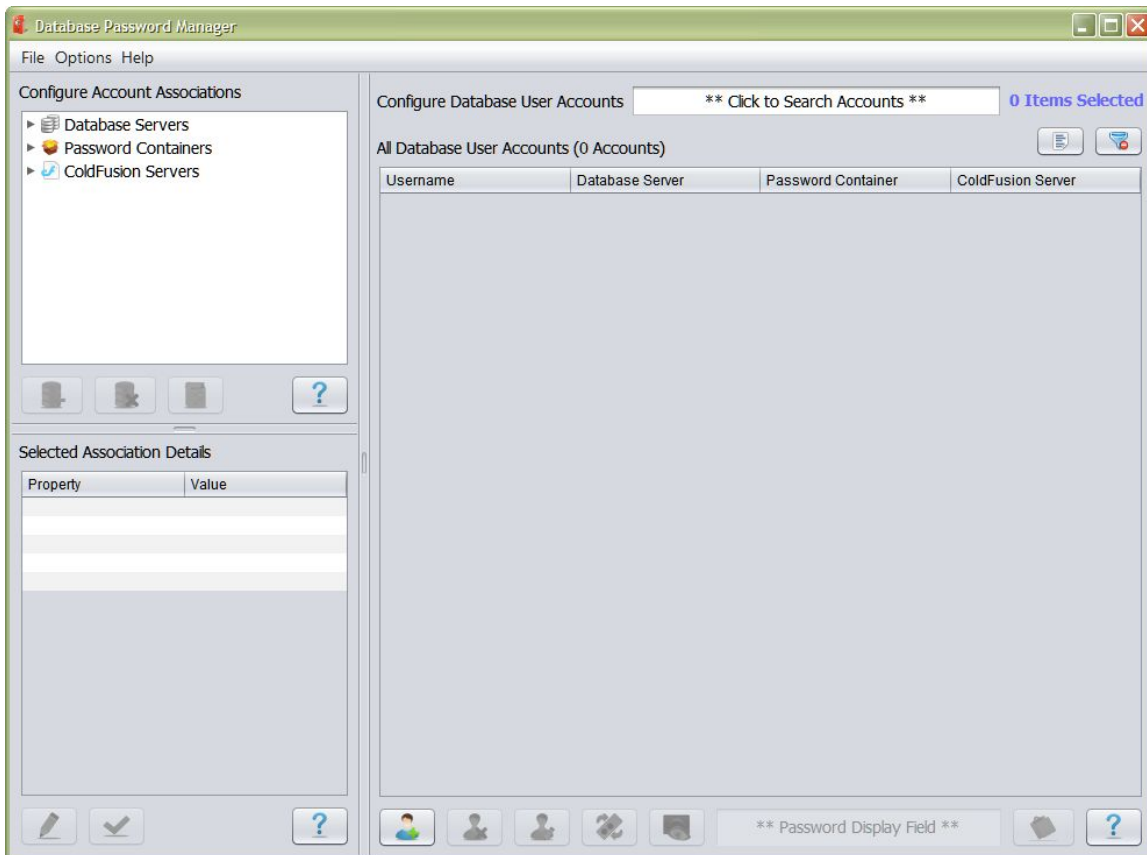 Database Password Manager
File Options Help
Configure Account Associations
Database Servers
Password Containers
ColdFusion Servers
?
Selected Association Details
Property Value
?
Configure Database User Accounts ** Click to Search Accounts ** 0 Items Selected
All Database User Accounts (0 Accounts)
Username Database Server Password Container ColdFusion Server
** Password Display Field ** ?